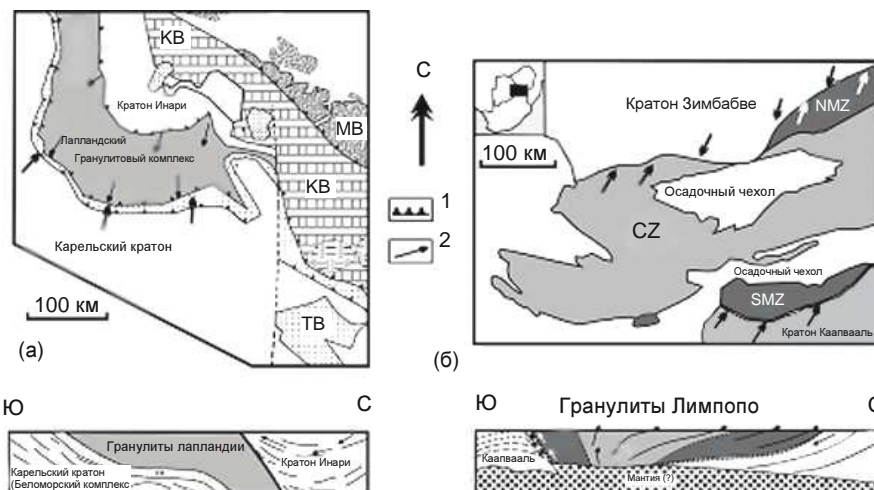 KB
Кратон Инари
MB
Лапландский
Гранулитовый комплекс
KB
Карельский кратон
100 км
TB
(а)
С
1
2
Кратон Зимбабве
NMZ
100 км
Осадочный чехол
CZ
Осадочный чехол
SMZ
Кратон Каапвааль
(б)
Ю
С
Гранулиты лапландии
Кратон Инари
Карельский кратон
(Беломорский комплекс
Ю
Гранулиты Лимпопо
С
Каапвааль
Мантия (?)